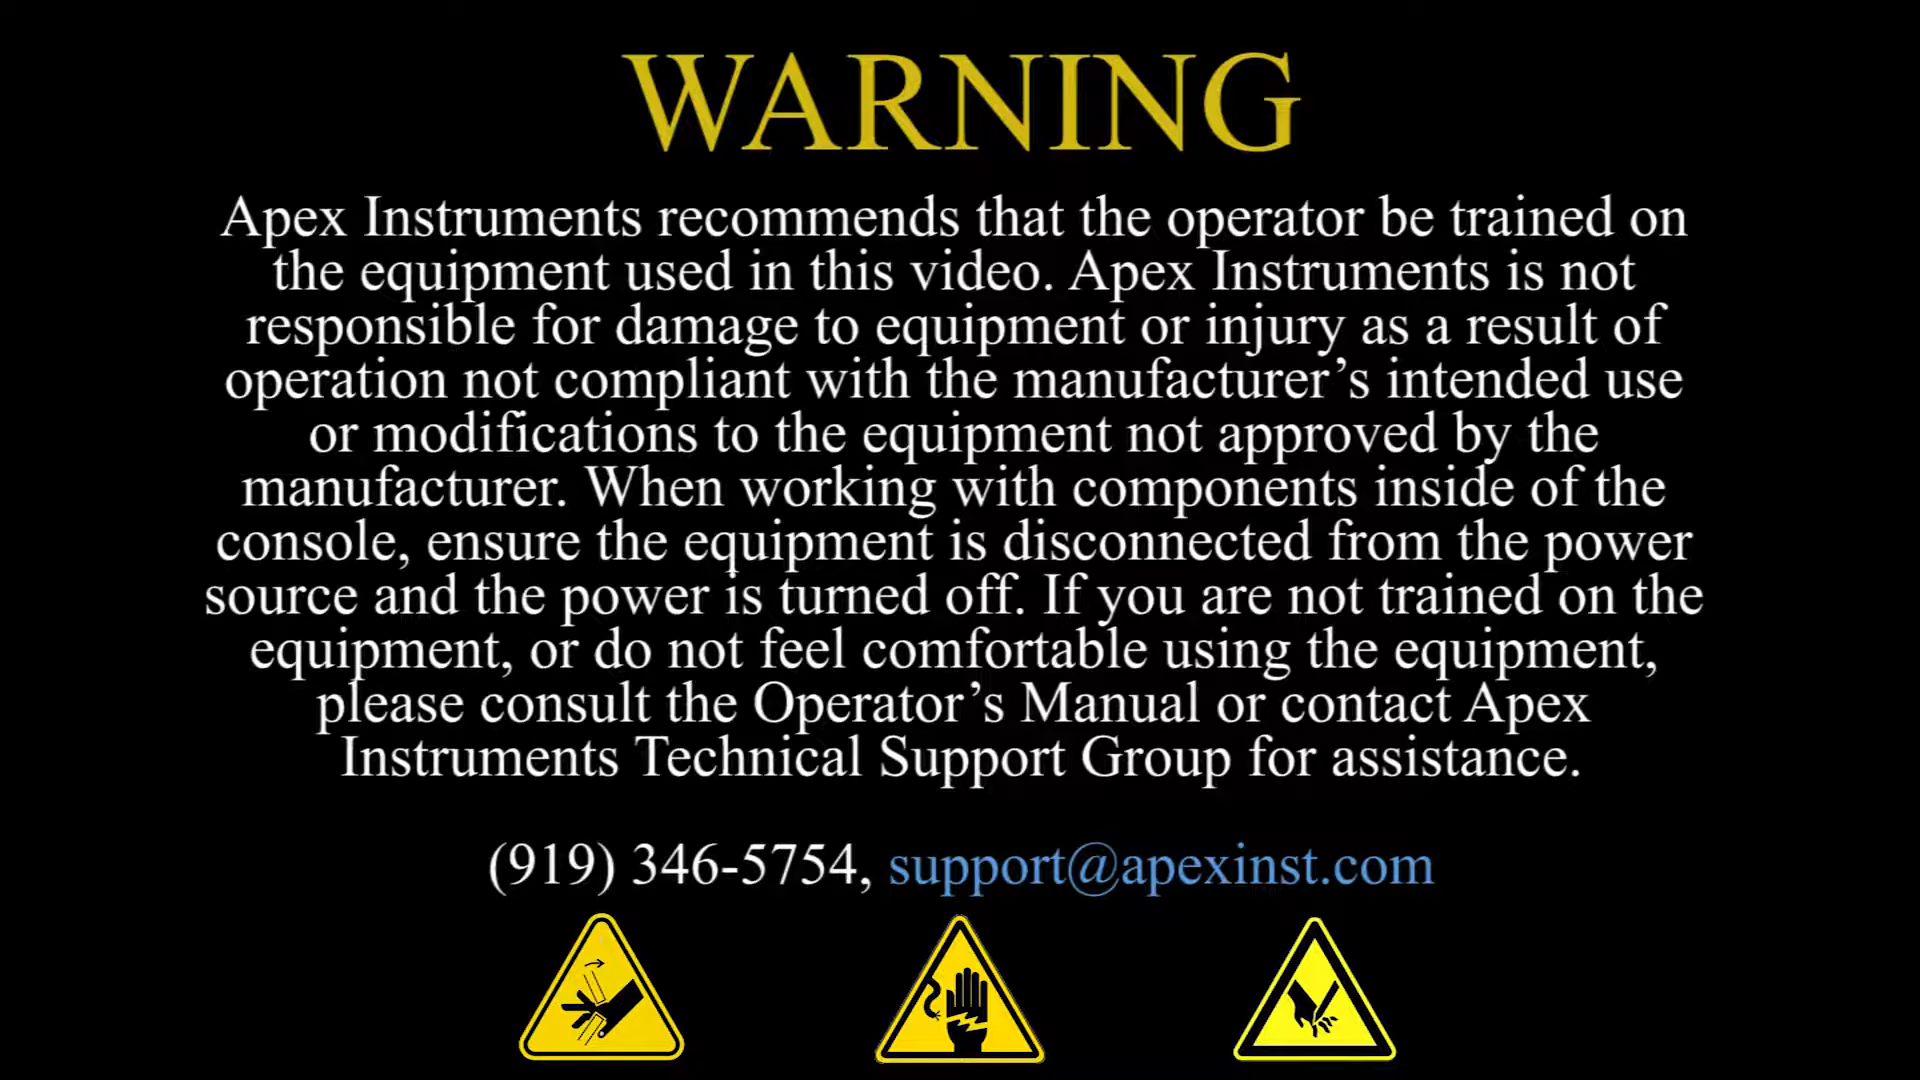 WARNING
Apex Instruments recommends that the operator be trained on
the equipment used in this video. Apex Instruments is not
responsible for damage to equipment or injury as a result of
operation not compliant with the manufacturer’s intended use
or modifications to the equipment not approved by the
manufacturer. When working with components inside of the
console, ensure the equipment is disconnected from the power
source and the power is turned off. If you are not trained on the
equipment, or do not feel comfortable using the equipment,
please consult the Operator’s Manual or contact Apex
Instruments Technical Support Group for assistance.
(919) 346-5754, support@apexinst.com